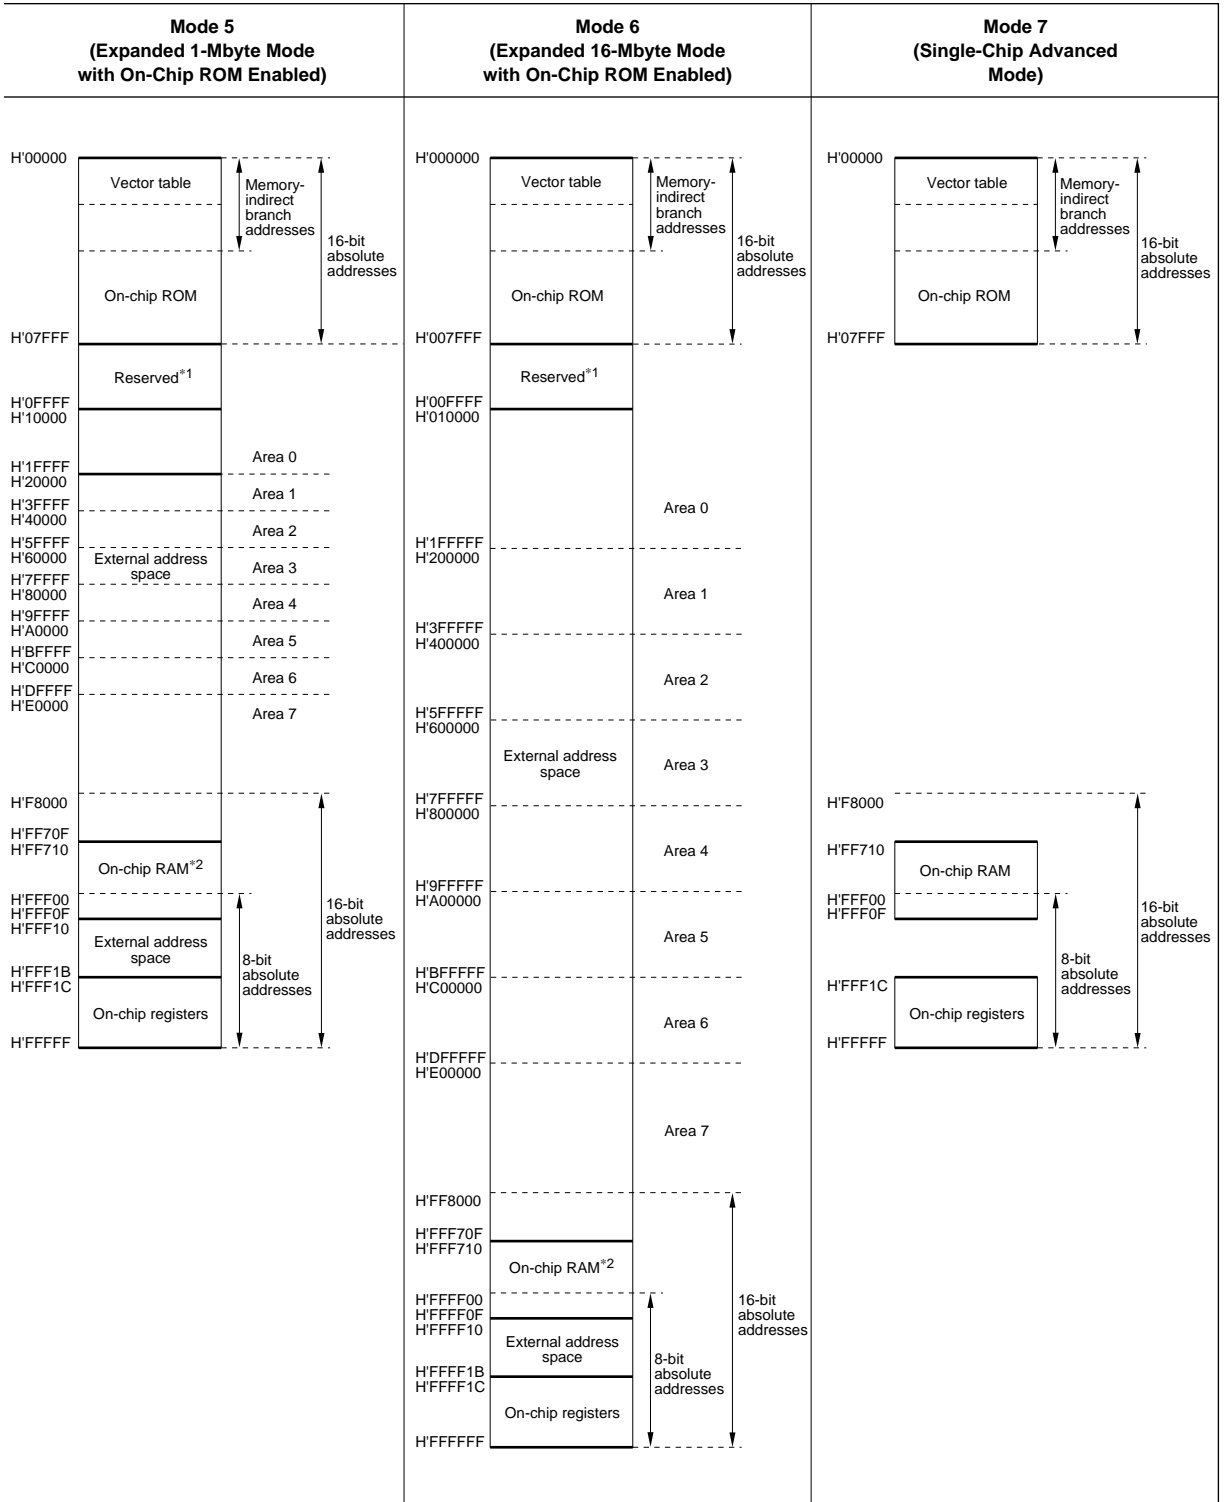 Mode 5
(Expanded 1-Mbyte Mode
with On-Chip ROM Enabled)
H'00000
Vector table
Memory-
indirect
branch
addresses
16-bit
absolute
addresses
On-chip ROM
H'07FFF
Reserved*1
H'0FFFF
H'10000
Area 0
H'1FFFF
H'20000
Area 1
H'3FFFF
H'40000
Area 2
H'5FFFF
H'60000
External address
space
Area 3
H'7FFFF
H'80000
Area 4
H'9FFFF
H'A0000
Area 5
H'BFFFF
H'C0000
Area 6
H'DFFFF
H'E0000
Area 7
H'F8000
H'FF70F
H'FF710
On-chip RAM*2
H'FFF00
H'FFF0F
H'FFF10
16-bit
absolute
addresses
External address
space
8-bit
absolute
addresses
H'FFF1B
H'FFF1C
On-chip registers
H'FFFFF
Mode 6
(Expanded 16-Mbyte Mode
with On-Chip ROM Enabled)
H'000000
Vector table
Memory-
indirect
branch
addresses
16-bit
absolute
addresses
On-chip ROM
H'007FFF
Reserved*1
H'00FFFF
H'010000
Area 0
H'1FFFFF
H'200000
Area 1
H'3FFFFF
H'400000
Area 2
H'5FFFFF
H'600000
External address
space
Area 3
H'7FFFFF
H'800000
Area 4
H'9FFFFF
H'A00000
Area 5
H'BFFFFF
H'C00000
Area 6
H'DFFFFF
H'E00000
Area 7
H'FF8000
H'FFF70F
H'FFF710
On-chip RAM*2
H'FFFF00
H'FFFF0F
H'FFFF10
16-bit
absolute
addresses
External address
space
8-bit
absolute
addresses
H'FFFF1B
H'FFFF1C
On-chip registers
H'FFFFFF
Mode 7
(Single-Chip Advanced
Mode)
H'00000
Vector table
Memory-
indirect
branch
addresses
16-bit
absolute
addresses
On-chip ROM
H'07FFF
H'F8000
H'FF710
On-chip RAM
H'FFF00
H'FFF0F
16-bit
absolute
addresses
8-bit
absolute
addresses
H'FFF1C
On-chip registers
H'FFFFF